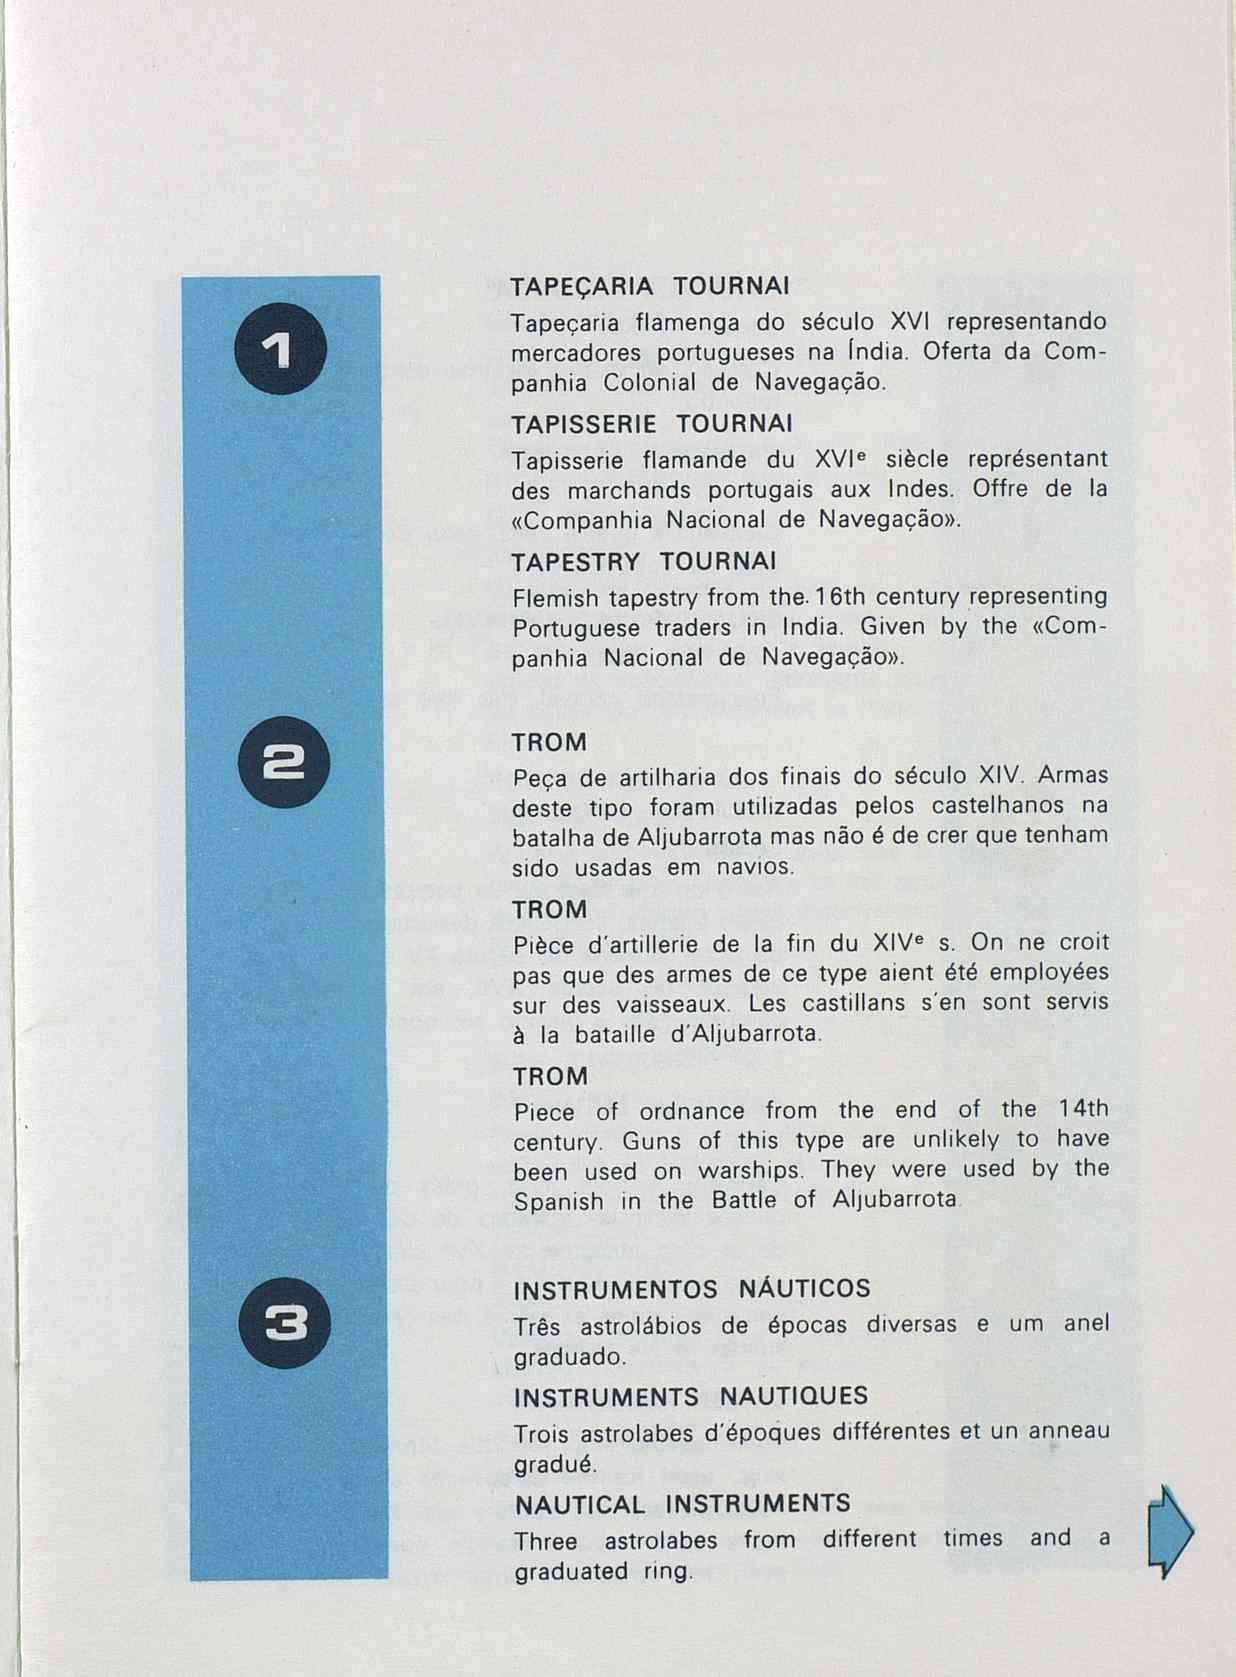 1
TAPEÇARIA TOURNAI
Tapeçaria flamenga do século XVI representando
mercadores portugueses na Índia. Oferta da Com-
panhia Colonial de Navegação.
TAPISSERIE TOURNAI
Tapisserie flamande du XVIᵉ siècle représentant
des marchands portugais aux Indes. Offre de la
«Companhia Nacional de Navegação».
TAPESTRY TOURNAI
Flemish tapestry from the 16th century representing
Portuguese traders in India. Given by the «Com-
panhia Nacional de Navegação».
2
TROM
Peça de artilharia dos finais do século XIV. Armas
deste tipo foram utilizadas pelos castelhanos na
batalha de Aljubarrota mas não é de crer que tenham
sido usadas em navios.
TROM
Pièce d'artillerie de la fin du XIVᵉ s. On ne croit
pas que des armes de ce type aient été employées
sur des vaisseaux. Les castillans s'en sont servis
à la bataille d'Aljubarrota.
TROM
Piece of ordnance from the end of the 14th
century. Guns of this type are unlikely to have
been used on warships. They were used by the
Spanish in the Battle of Aljubarrota.
3
INSTRUMENTOS NÁUTICOS
Três astrolábios de épocas diversas e um anel
graduado.
INSTRUMENTS NAUTIQUES
Trois astrolabes d'époques différentes et un anneau
gradué.
NAUTICAL INSTRUMENTS
Three astrolabes from different times and a
graduated ring.